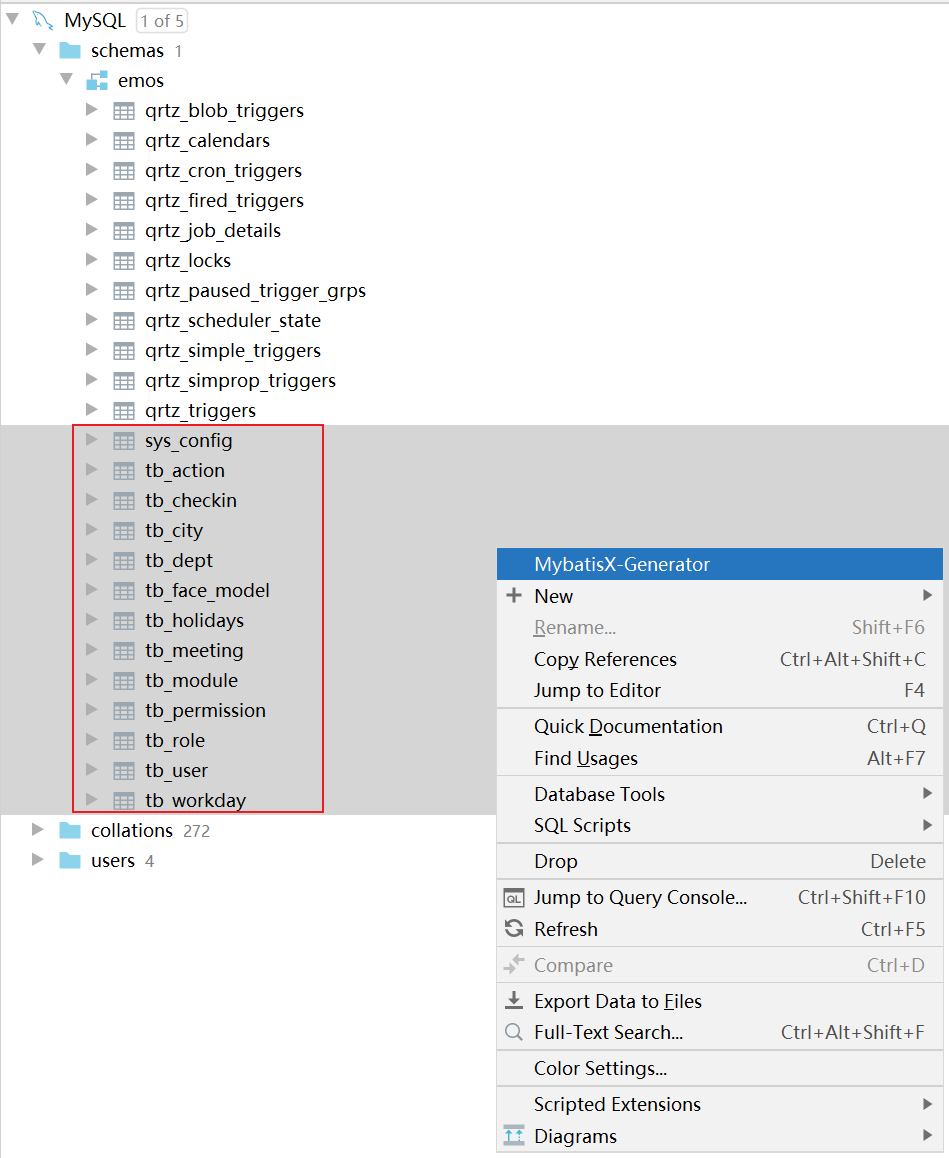 MySQL 1 of 5
schemas 1
emos
qrtz_blob_triggers
qrtz_calendars
qrtz_cron_triggers
qrtz_fired_triggers
qrtz_job_details
qrtz_locks
qrtz_paused_trigger_grps
qrtz_scheduler_state
qrtz_simple_triggers
qrtz_simprop_triggers
qrtz_triggers
sys_config
tb_action
tb_checkin
tb_city
tb_dept
tb_face_model
tb_holidays
tb_meeting
tb_module
tb_permission
tb_role
tb_user
tb_workday
collations 272
users 4
MybatisX-Generator
New
Rename... Shift+F6
Copy References Ctrl+Alt+Shift+C
Jump to Editor F4
Quick Documentation Ctrl+Q
Find Usages Alt+F7
Database Tools
SQL Scripts
Drop Delete
QL Jump to Query Console... Ctrl+Shift+F10
Refresh Ctrl+F5
Compare Ctrl+D
Export Data to Files
Full-Text Search... Ctrl+Alt+Shift+F
Color Settings...
Scripted Extensions
Diagrams